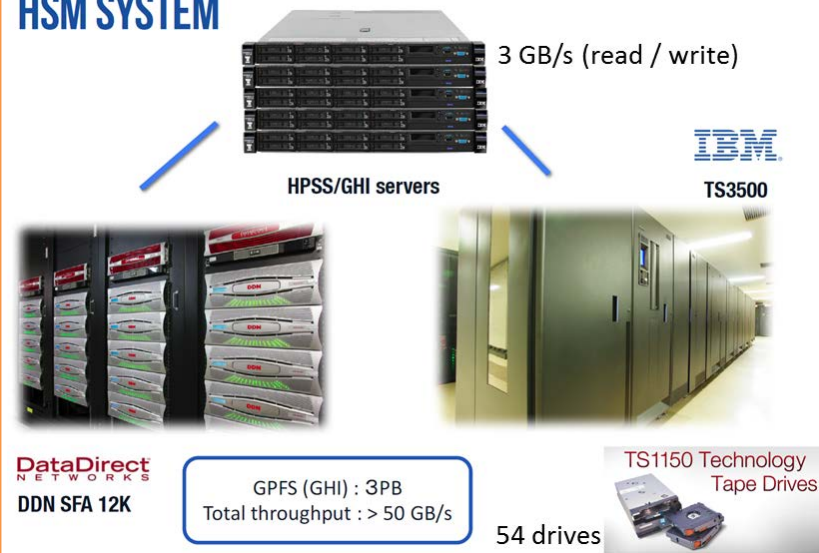 HSM SYSTEM
3 GB/s (read / write)
HPSS/GHI servers
IBM.
TS3500
DDN
DataDirect
NETWORKS
DDN SFA 12K
GPFS (GHI) : 3PB
Total throughput : > 50 GB/s
54 drives
TS1150 Technology
Tape Drives